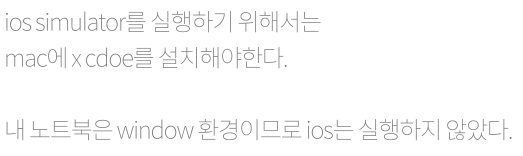 ios simulator를 실행하기 위해서는
mac에 x cdoe를 설치해야한다.
내 노트북은 window 환경이므로 ios는 실행하지 않았다.